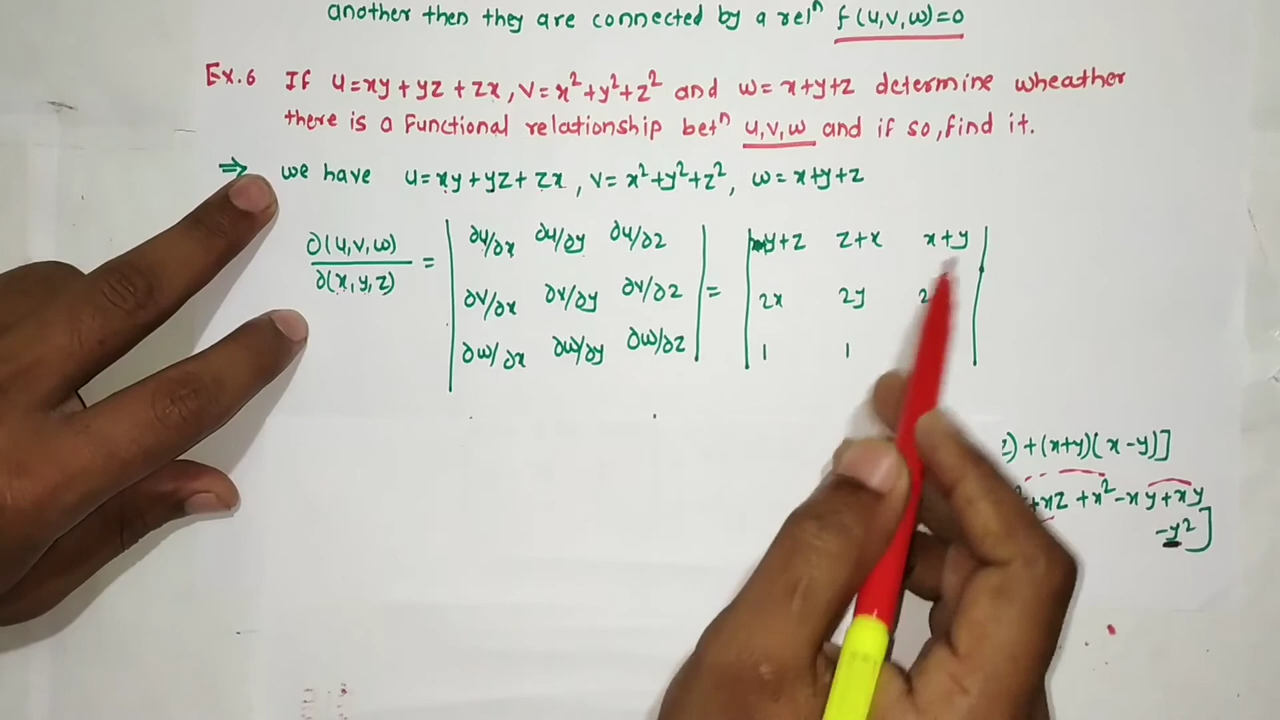 another then they are connected by a relⁿ f(u,v,w)=0
Ex.6 If u=xy+yz+zx, v=x²+y²+z² and w=x+y+z determine wheather
there is a functional relationship betⁿ u,v,w and if so, find it.
⇒ we have u=xy+yz+zx, v=x²+y²+z², w=x+y+z
∂(u,v,w)/∂(x,y,z) = | ∂u/∂x ∂u/∂y ∂u/∂z | = | y+z z+x x+y |
| ∂v/∂x ∂v/∂y ∂v/∂z | | 2x 2y 2
| ∂w/∂x ∂w/∂y ∂w/∂z | | 1 1
) + (x+y)(x-y)]
+xz + x² - xy + xy
- y²]